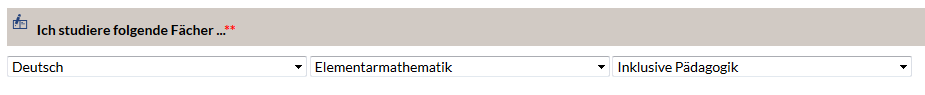 Ich studiere folgende Fächer ...**
Deutsch Elementarmathematik Inklusive Pädagogik